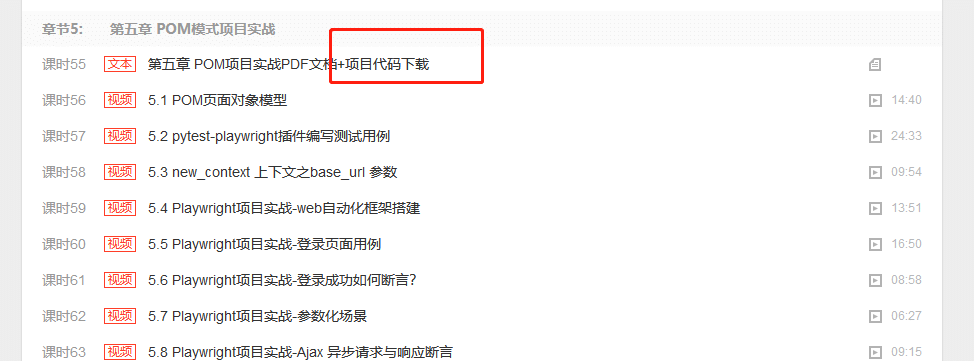 章节5: 第五章 POM模式项目实战
课时55 文本 第五章 POM项目实战PDF文档+项目代码下载
课时56 视频 5.1 POM页面对象模型 14:40
课时57 视频 5.2 pytest-playwright插件编写测试用例 24:33
课时58 视频 5.3 new_context 上下文之base_url 参数 09:54
课时59 视频 5.4 Playwright项目实战-web自动化框架搭建 13:51
课时60 视频 5.5 Playwright项目实战-登录页面用例 16:50
课时61 视频 5.6 Playwright项目实战-登录成功如何断言? 08:58
课时62 视频 5.7 Playwright项目实战-参数化场景 06:27
课时63 视频 5.8 Playwright项目实战-Ajax 异步请求与响应断言 09:15